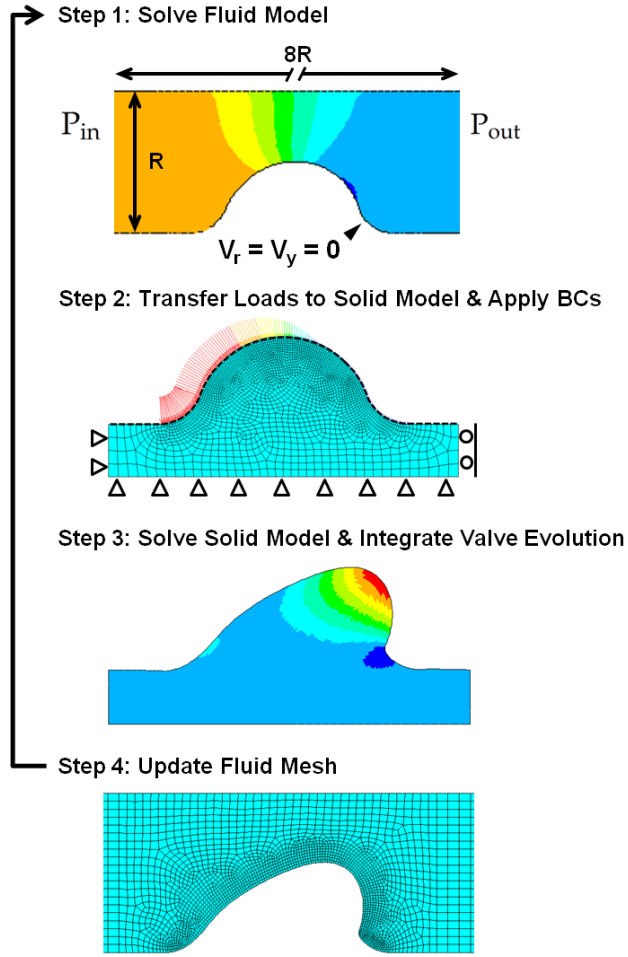 Step 1: Solve Fluid Model
8R
P_in
P_out
R
V_r = V_y = 0
Step 2: Transfer Loads to Solid Model & Apply BCs
Step 3: Solve Solid Model & Integrate Valve Evolution
Step 4: Update Fluid Mesh